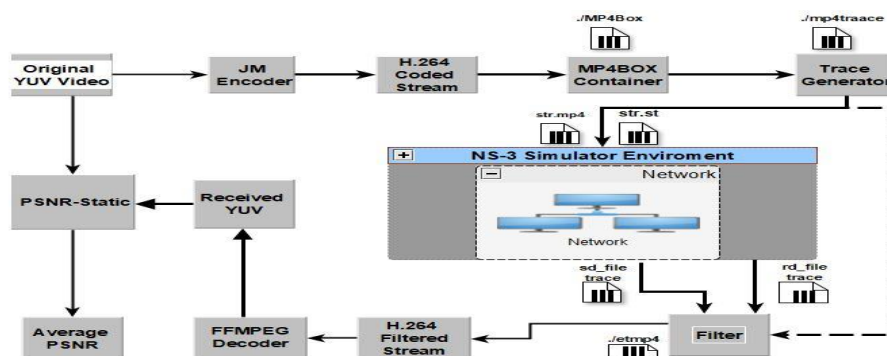 ./MP4Box
./mp4traace
Original
YUV Video
JM
Encoder
H.264
Coded
Stream
MP4BOX
Container
Trace
Generator
str.mp4
str.st
NS-3 Simulator Enviroment
Network
Network
PSNR-Static
Received
YUV
sd_file
trace
rd_file
trace
Average
PSNR
FFMPEG
Decoder
H.264
Filtered
Stream
./etmp4
Filter